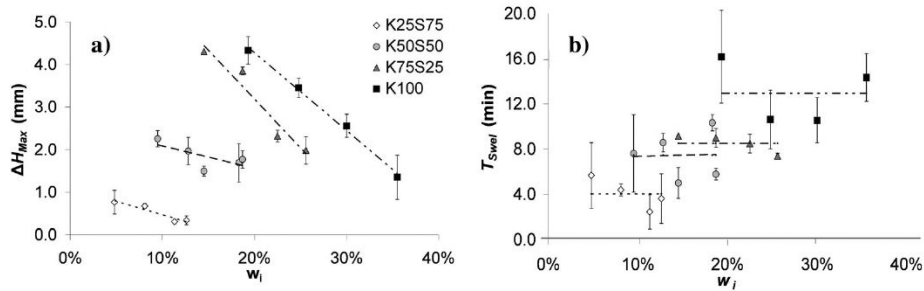 a)
ΔH_Max (mm)
5.0
4.0
3.0
2.0
1.0
0.0
0% 10% 20% 30% 40%
w_i
K25S75
K50S50
K75S25
K100
b)
T_Swel (min)
20.0
16.0
12.0
8.0
4.0
0.0
0% 10% 20% 30% 40%
w_i